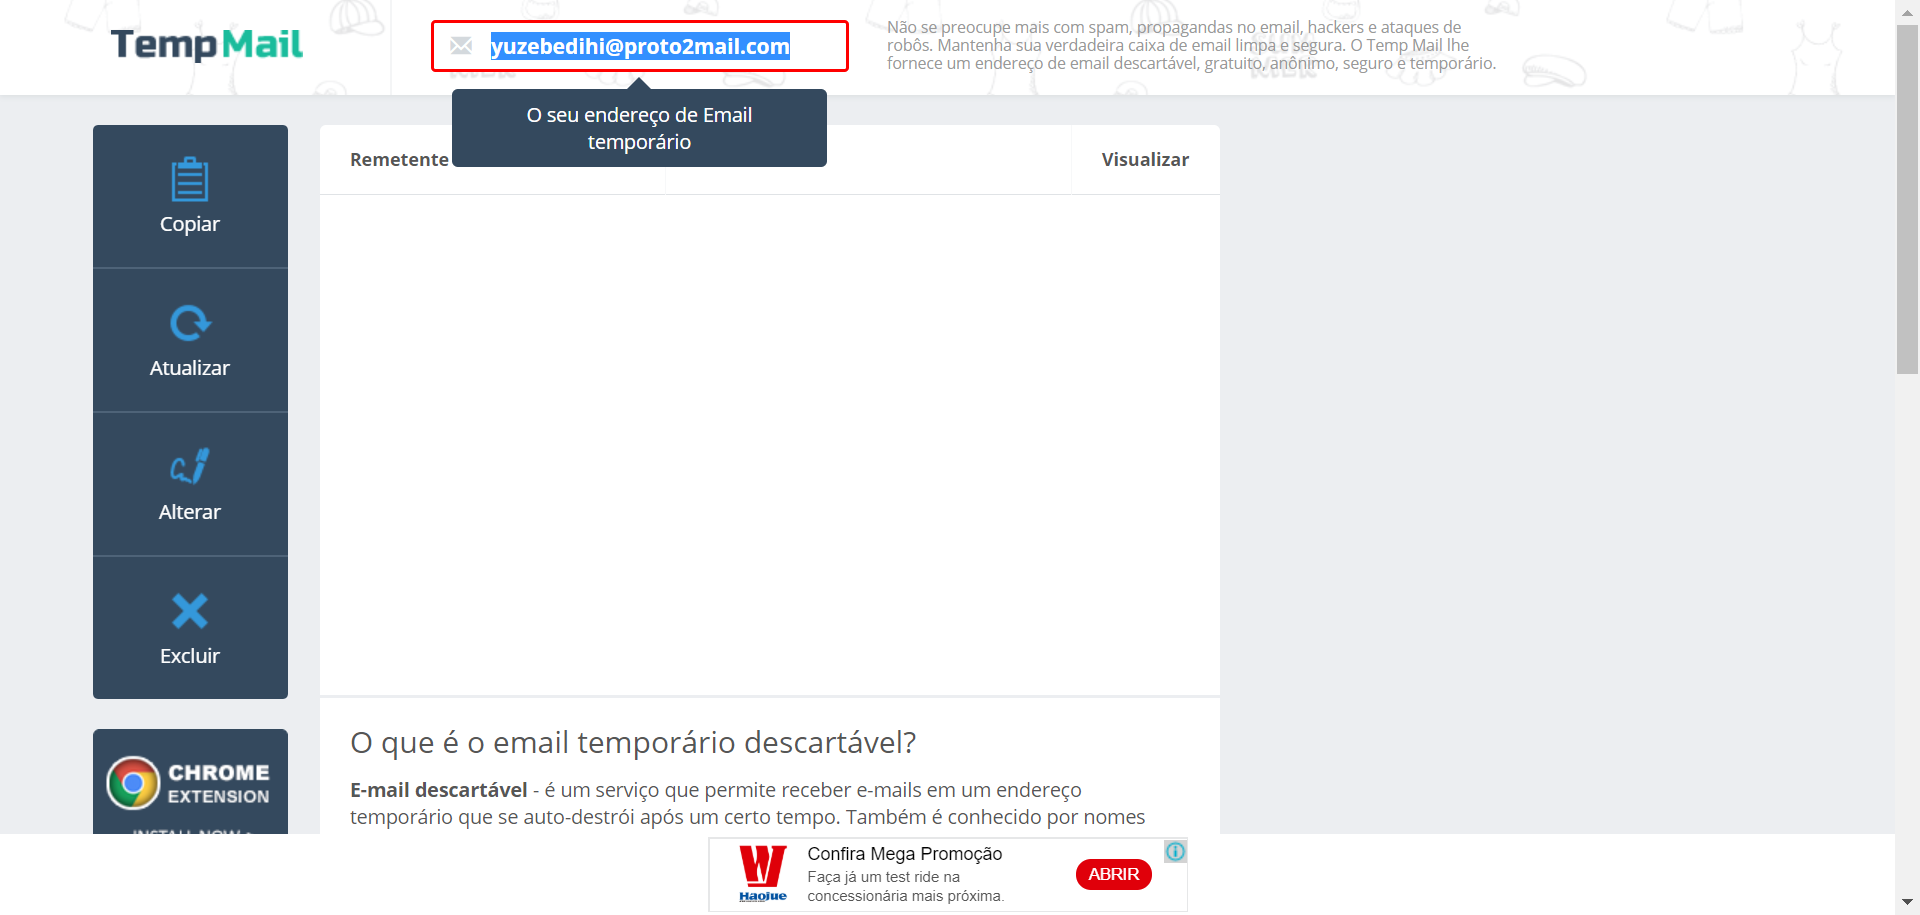 TempMail
yuzebedihi@proto2mail.com
Não se preocupe mais com spam, propagandas no email, hackers e ataques de
robôs. Mantenha sua verdadeira caixa de email limpa e segura. O Temp Mail lhe
fornece um endereço de email descartável, gratuito, anônimo, seguro e temporário.
O seu endereço de Email
temporário
Remetente
Visualizar
Copiar
Atualizar
Alterar
Excluir
CHROME
EXTENSION
INSTALL NOW
O que é o email temporário descartável?
E-mail descartável - é um serviço que permite receber e-mails em um endereço
temporário que se auto-destrói após um certo tempo. Também é conhecido por nomes
Haojue
Confira Mega Promoção
Faça já um test ride na
concessionária mais próxima.
ABRIR